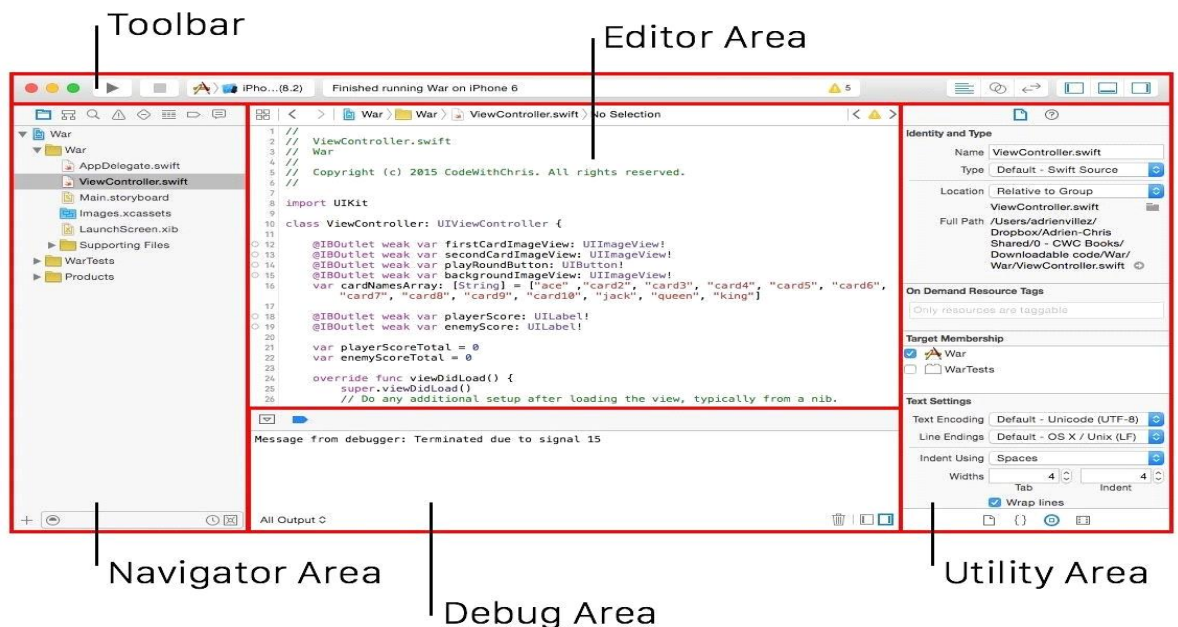 Toolbar
Editor Area
iPho...(8.2)
Finished running War on iPhone 6
5
War
War
AppDelegate.swift
ViewController.swift
Main.storyboard
Images.xcassets
LaunchScreen.xib
Supporting Files
WarTests
Products
War
War
ViewController.swift
No Selection
1 //
2 // ViewController.swift
3 // War
4 //
5 // Copyright (c) 2015 CodeWithChris. All rights reserved.
6 //
7
8 import UIKit
9
10 class ViewController: UIViewController {
11
12 @IBOutlet weak var firstCardImageView: UIImageView!
13 @IBOutlet weak var secondCardImageView: UIImageView!
14 @IBOutlet weak var playRoundButton: UIButton!
15 @IBOutlet weak var backgroundImageView: UIImageView!
16 var cardNamesArray: [String] = ["ace" ,"card2", "card3", "card4", "card5", "card6",
"card7", "card8", "card9", "card10", "jack", "queen", "king"]
17
18 @IBOutlet weak var playerScore: UILabel!
19 @IBOutlet weak var enemyScore: UILabel!
20
21 var playerScoreTotal = 0
22 var enemyScoreTotal = 0
23
24 override func viewDidLoad() {
25 super.viewDidLoad()
26 // Do any additional setup after loading the view, typically from a nib.
Message from debugger: Terminated due to signal 15
All Output
Identity and Type
Name ViewController.swift
Type Default - Swift Source
Location Relative to Group
ViewController.swift
Full Path /Users/adrienvillez/
Dropbox/Adrien-Chris
Shared/0 - CWC Books/
Downloadable code/War/
War/ViewController.swift
On Demand Resource Tags
Only resources are taggable
Target Membership
War
WarTests
Text Settings
Text Encoding Default - Unicode (UTF-8)
Line Endings Default - OS X / Unix (LF)
Indent Using Spaces
Widths 4 4
Tab Indent
Wrap lines
Navigator Area
Debug Area
Utility Area